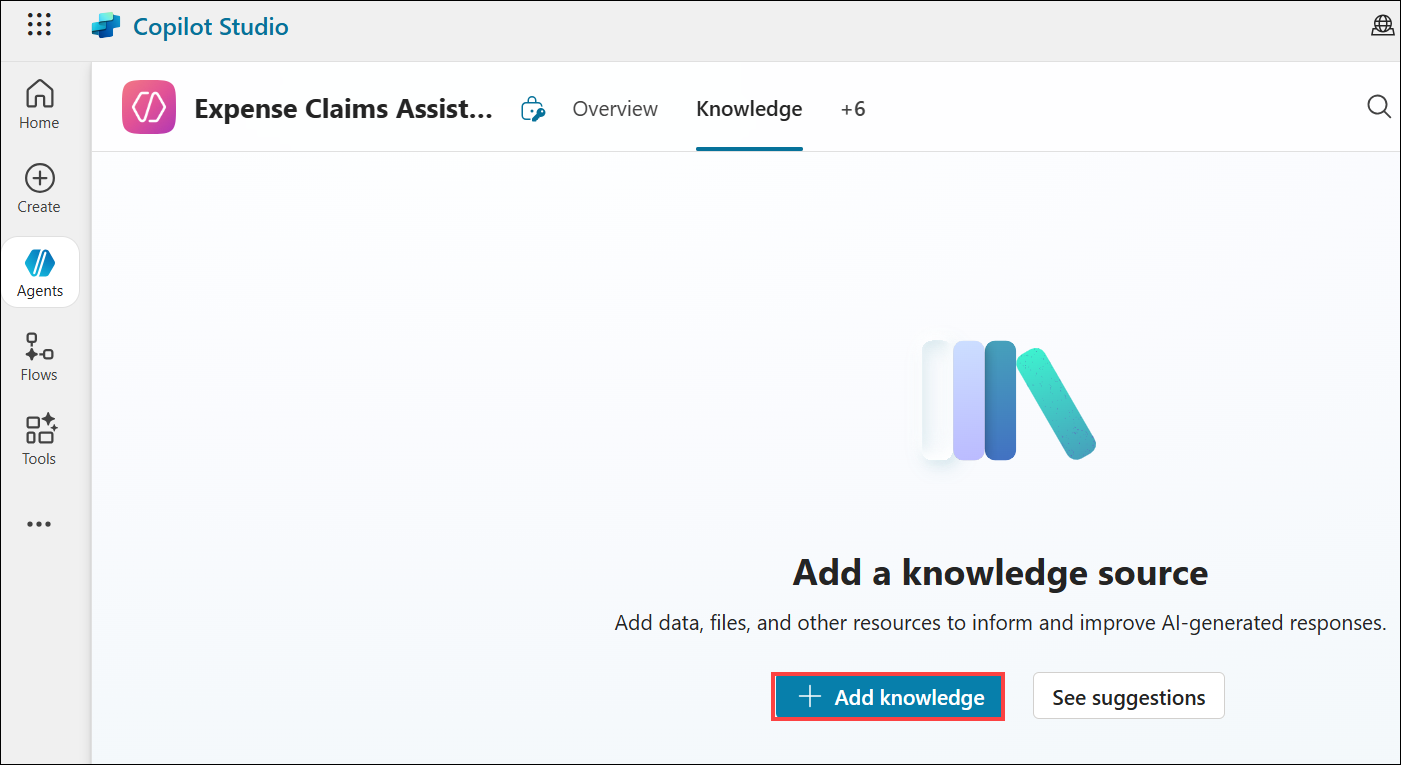 Copilot Studio
Home
Create
Agents
Flows
Tools
Expense Claims Assist...
Overview
Knowledge
+6
Add a knowledge source
Add data, files, and other resources to inform and improve AI-generated responses.
Add knowledge
See suggestions